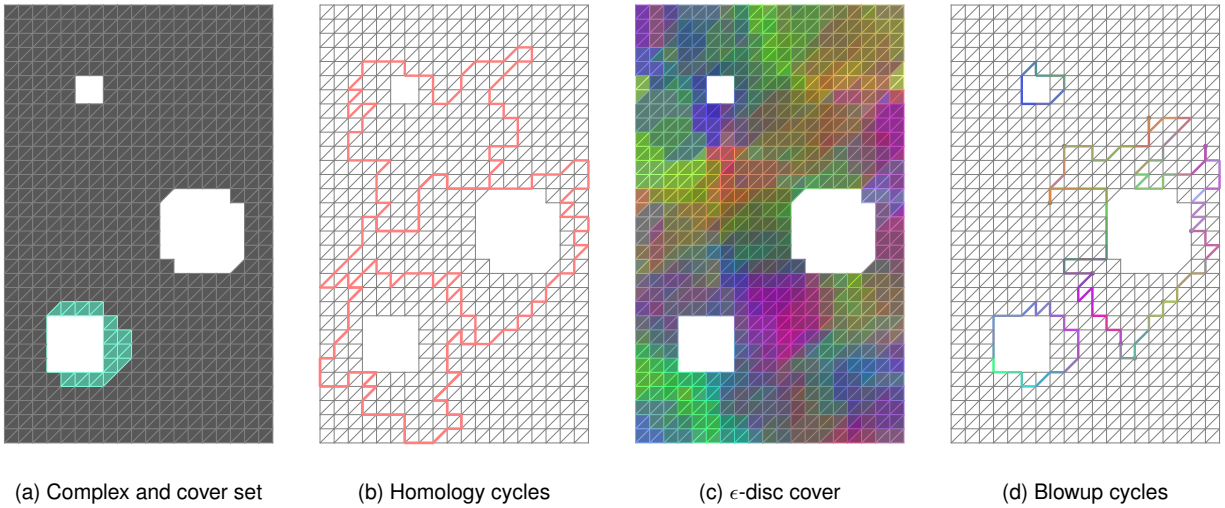 (a) Complex and cover set
(b) Homology cycles
(c) ϵ-disc cover
(d) Blowup cycles